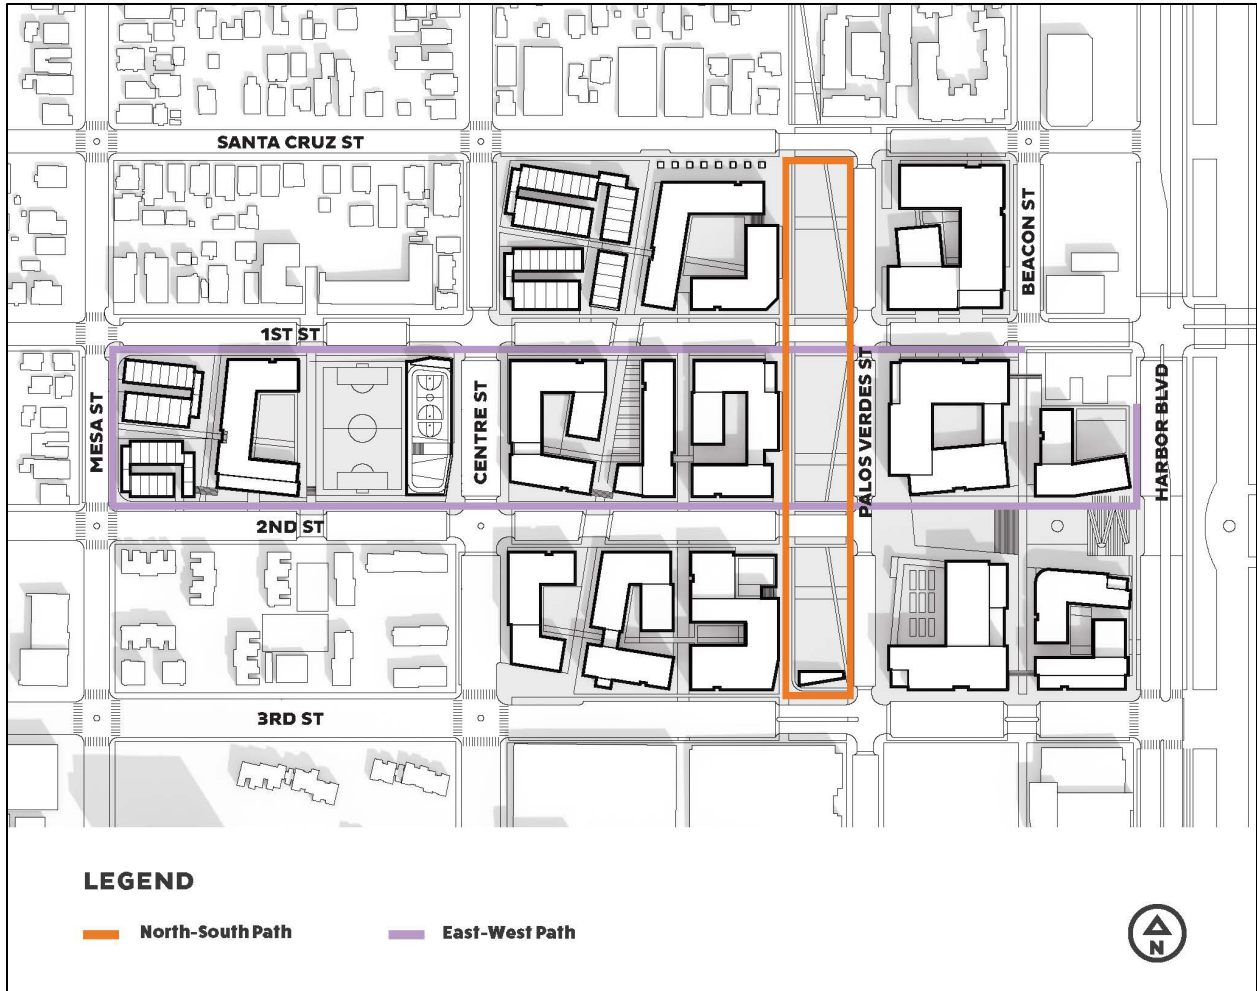 SANTA CRUZ ST
BEACON ST
1ST ST
MESA ST
CENTRE ST
PALOS VERDES ST
HARBOR BLVD
2ND ST
3RD ST
LEGEND
North-South Path
East-West Path
N